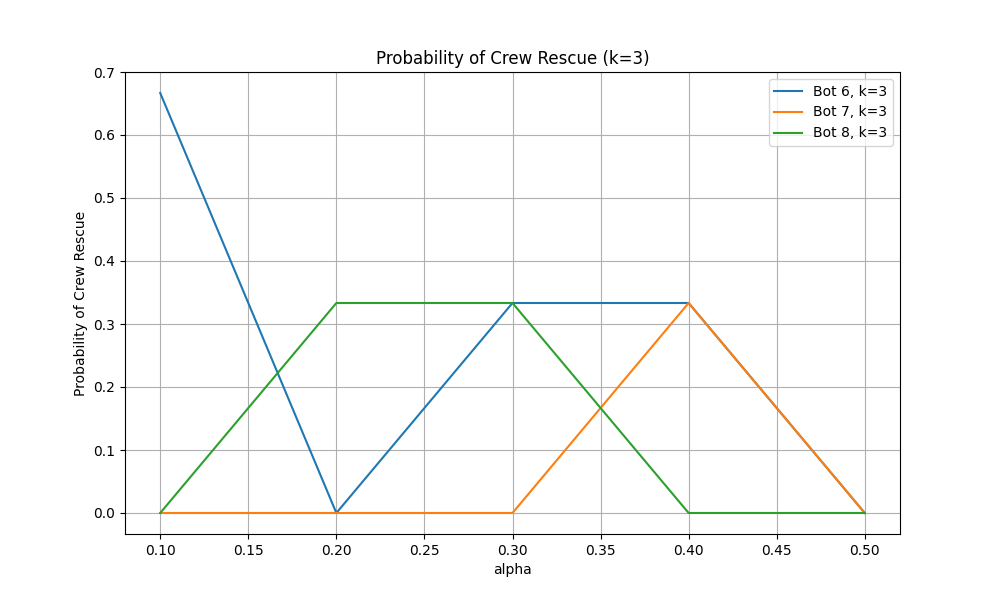 Probability of Crew Rescue (k=3)
Bot 6, k=3
Bot 7, k=3
Bot 8, k=3
Probability of Crew Rescue
0.7
0.6
0.5
0.4
0.3
0.2
0.1
0.0
0.10 0.15 0.20 0.25 0.30 0.35 0.40 0.45 0.50
alpha